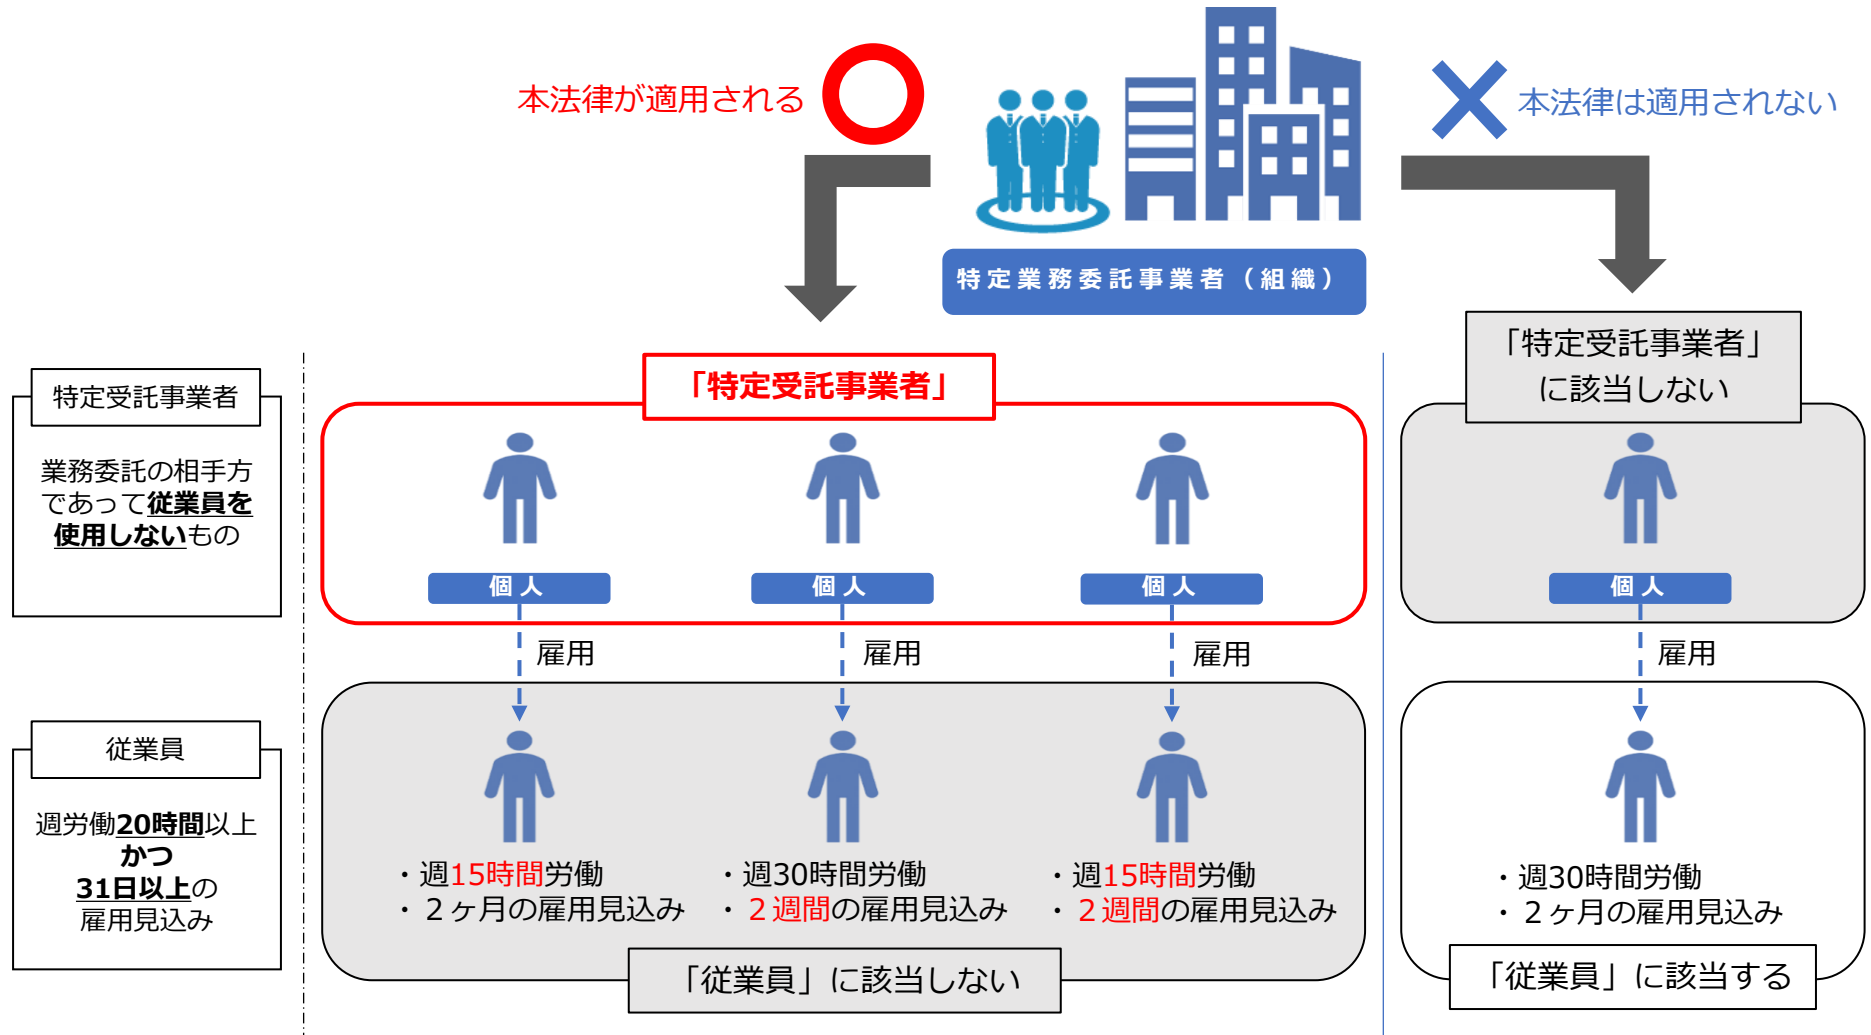 本法律が適用される
本法律は適用されない
特定業務委託事業者（組織）
「特定受託事業者」
に該当しない
「特定受託事業者」
特定受託事業者
業務委託の相手方
であって従業員を
使用しないもの
個人
個人
個人
個人
雇用
雇用
雇用
雇用
従業員
週労働20時間以上
かつ
31日以上の
雇用見込み
・週15時間労働
・２ヶ月の雇用見込み
・週30時間労働
・２週間の雇用見込み
・週15時間労働
・２週間の雇用見込み
・週30時間労働
・２ヶ月の雇用見込み
「従業員」に該当しない
「従業員」に該当する